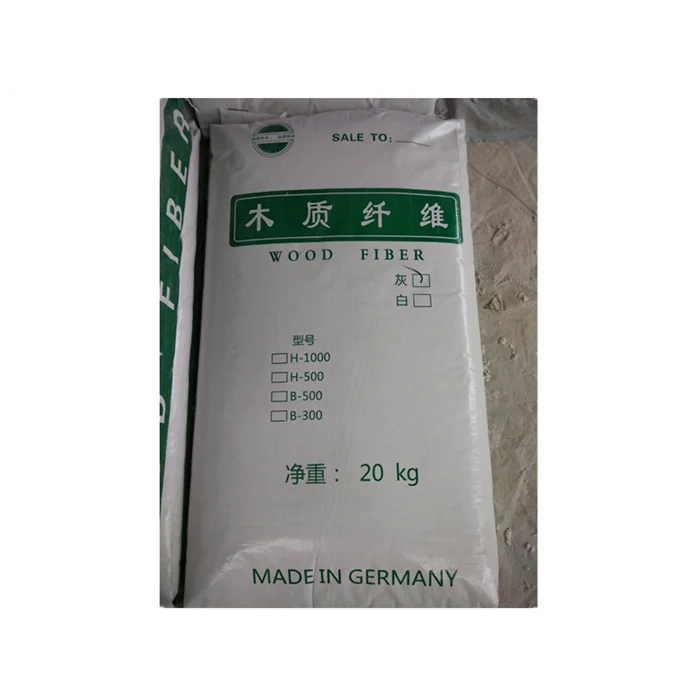 SALE TO:
木质纤维
WOOD FIBER
灰
白
型号
H-1000
H-500
B-500
B-300
净重： 20 kg
MADE IN GERMANY
D FIBER